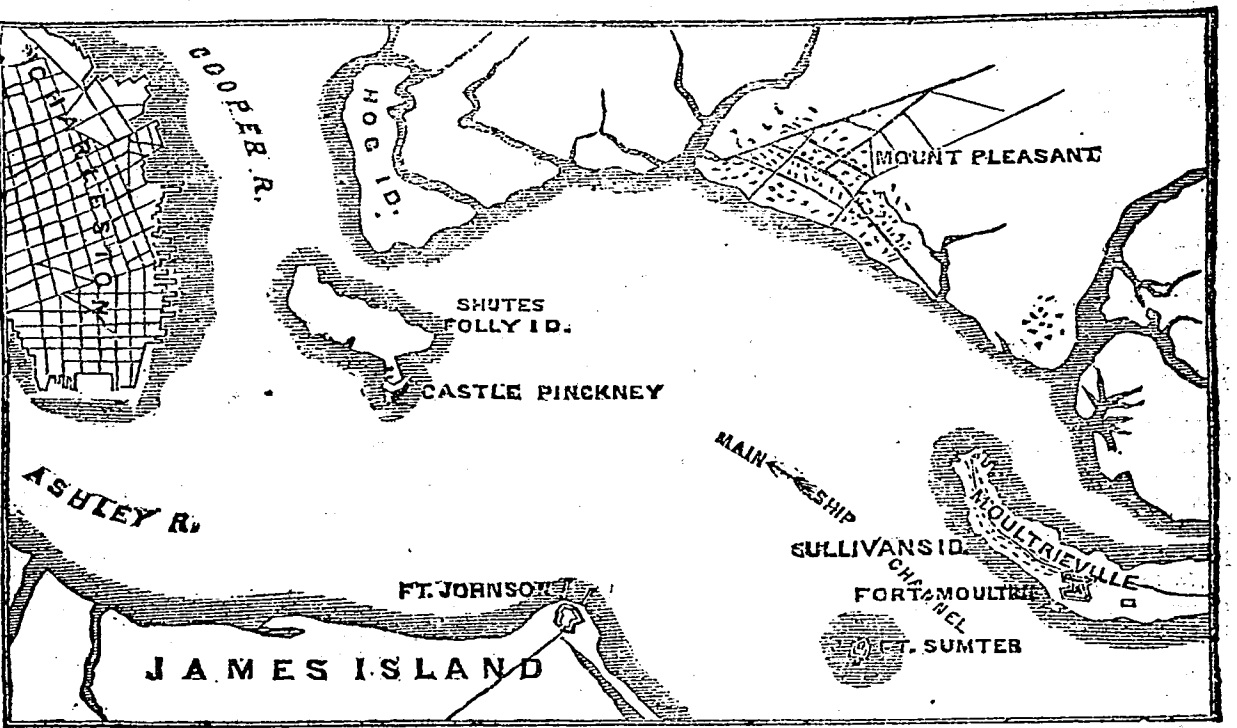 CHARLESTON
COOPER R.
HOG ID.
MOUNT PLEASANT
SHUTES
FOLLY ID.
CASTLE PINCKNEY
MAIN SHIP CHANNEL
ASHLEY R.
MOULTRIEVILLE
SULLIVANS ID.
FT. JOHNSON
FORT MOULTRIE
FT. SUMTER
JAMES ISLAND